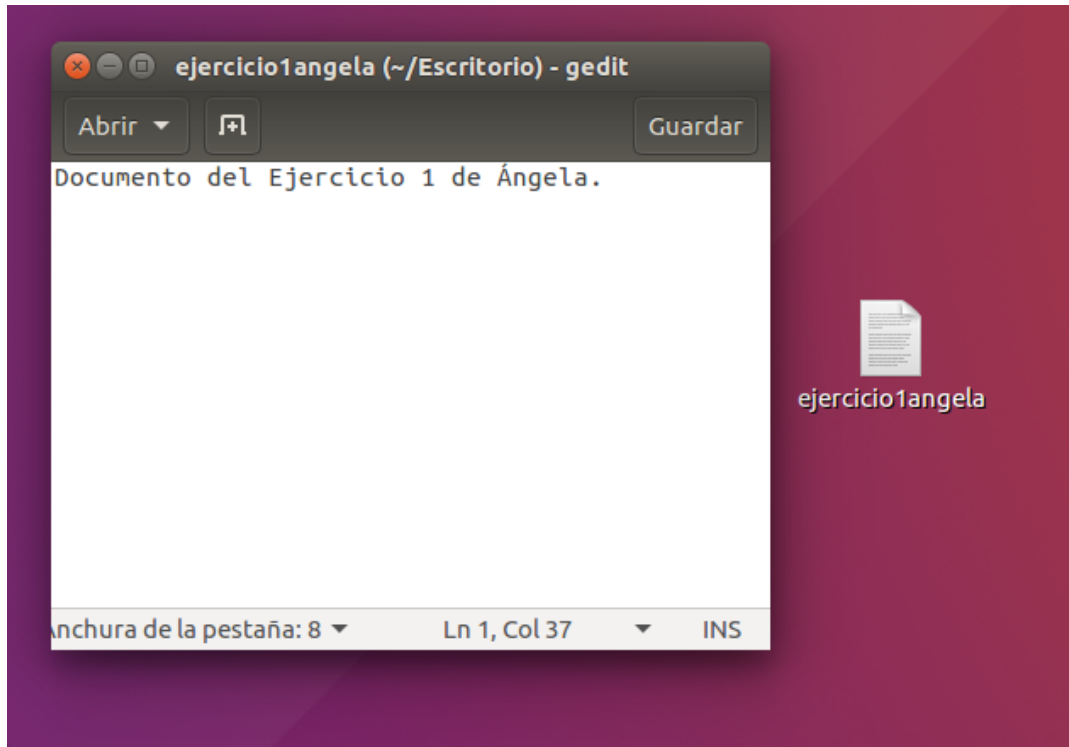 ejercicio1angela (~/Escritorio) - gedit
Abrir
Guardar
Documento del Ejercicio 1 de Ángela.
ejercicio1angela
nchura de la pestaña: 8 Ln 1, Col 37 INS